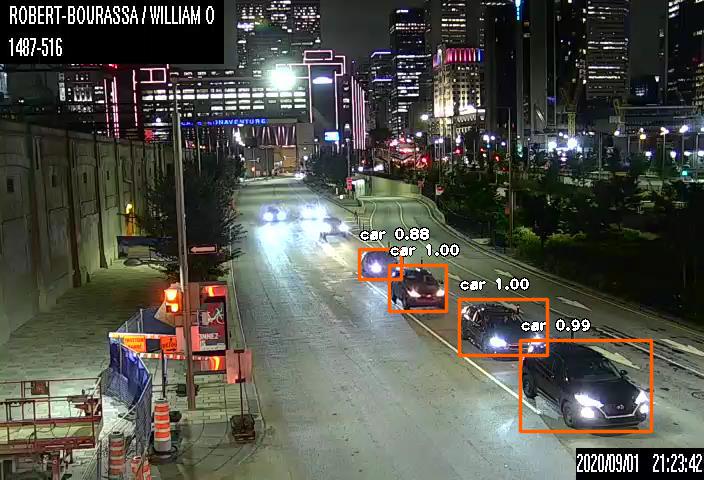 ROBERT-BOURASSA / WILLIAM O
1487-516
BONAVENTURE
car 0.88
car 1.00
car 1.00
car 0.99
2020/09/01 21:23:42